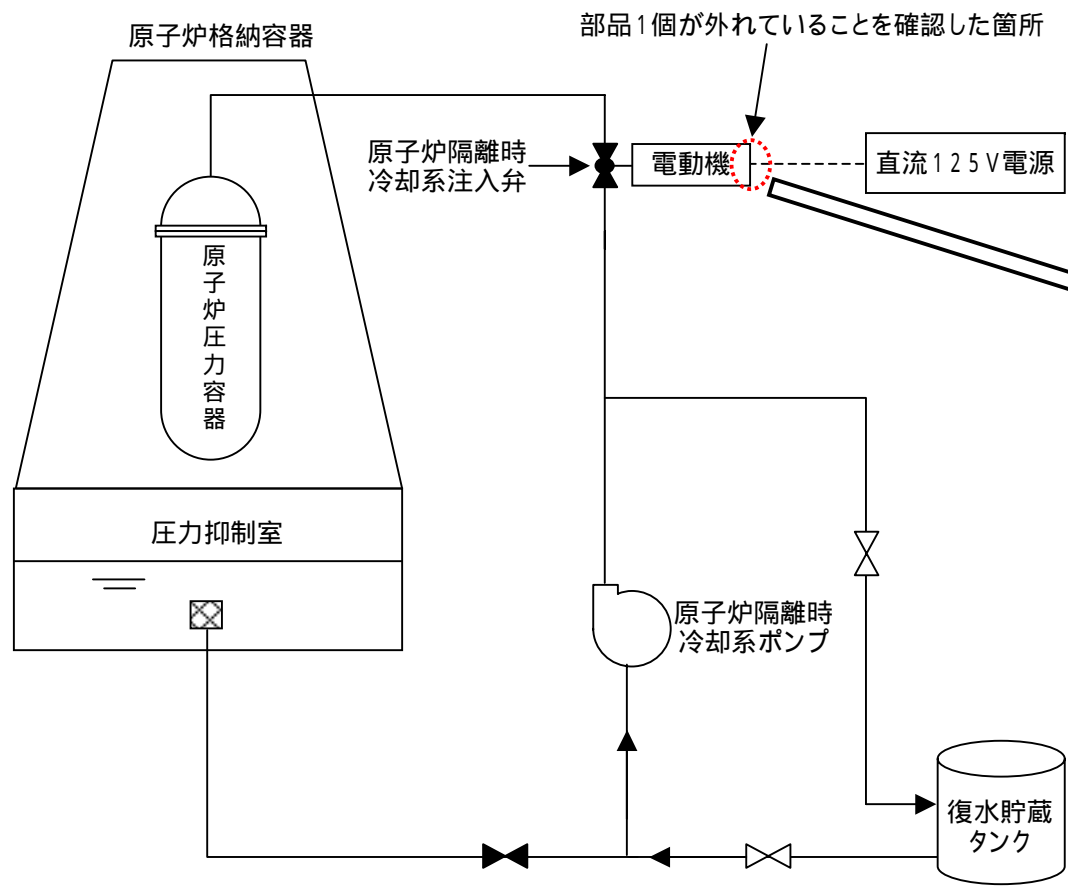 部品1個が外れていることを確認した箇所
原子炉格納容器
原子炉隔離時
冷却系注入弁
電動機
直流125V電源
原子炉圧力容器
圧力抑制室
原子炉隔離時
冷却系ポンプ
復水貯蔵
タンク